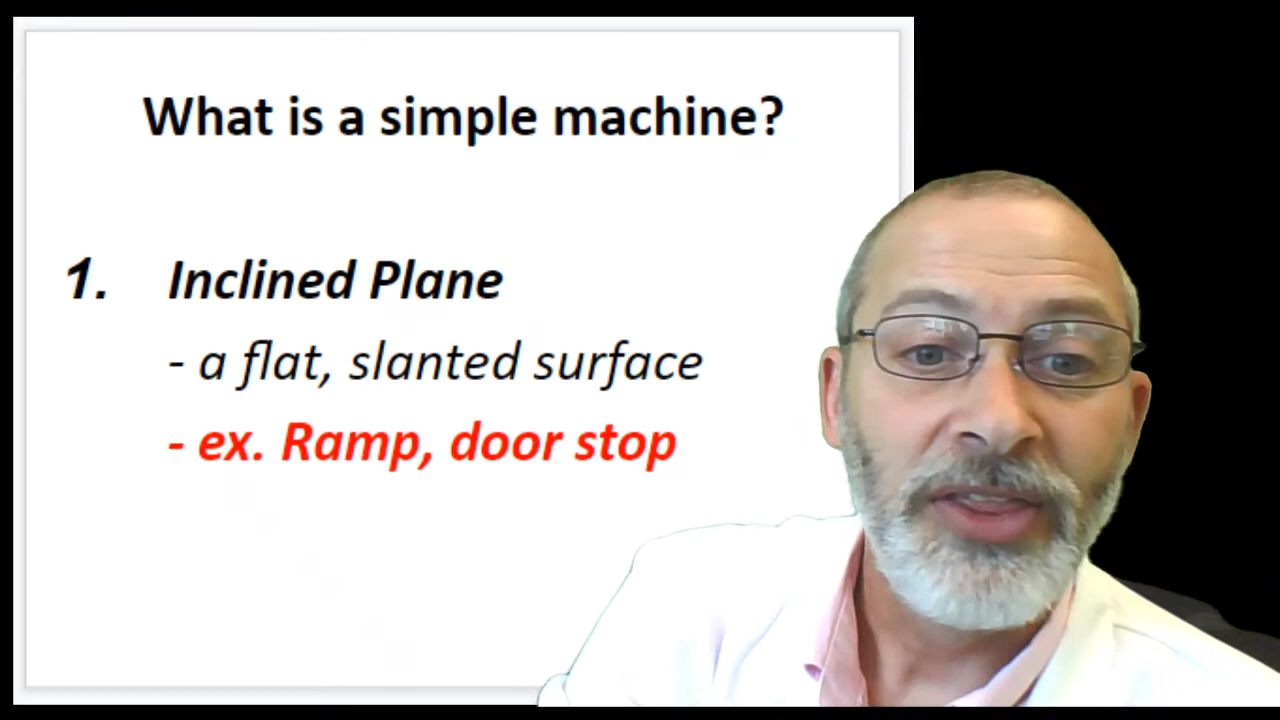 What is a simple machine?
1. Inclined Plane
- a flat, slanted surface
- ex. Ramp, door stop